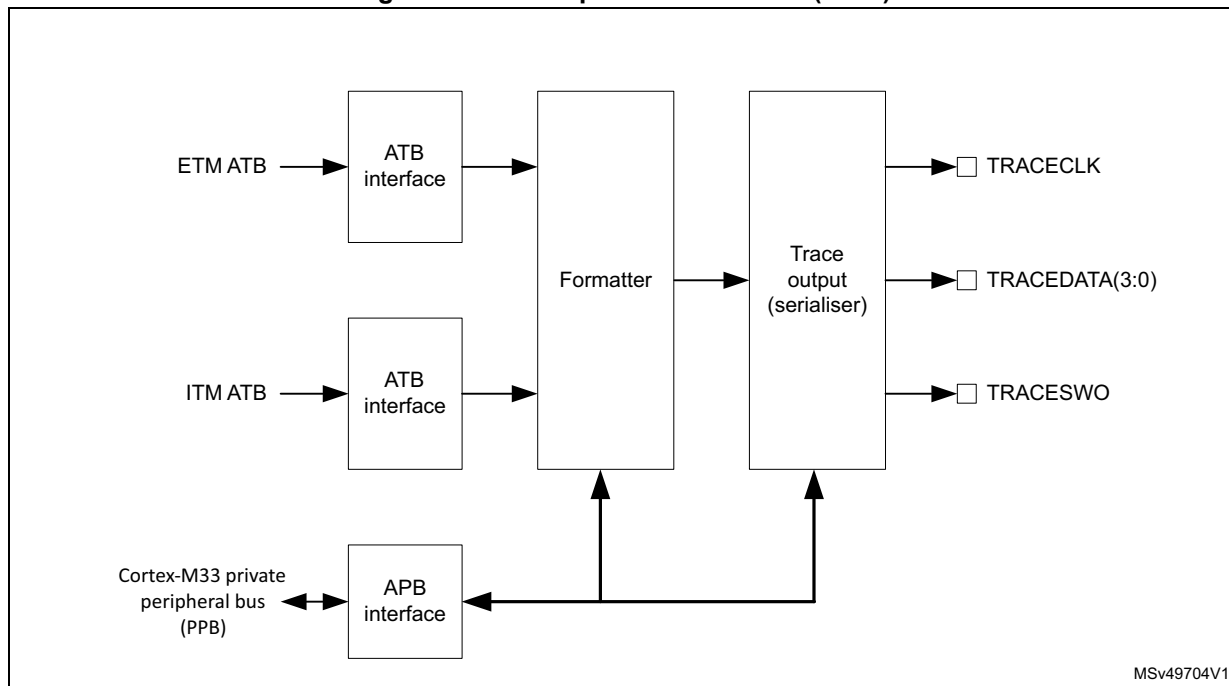 ETM ATB
ATB
interface
Formatter
Trace
output
(serialiser)
TRACECLK
TRACEDATA(3:0)
TRACESWO
ITM ATB
ATB
interface
Cortex-M33 private
peripheral bus
(PPB)
APB
interface
MSv49704V1